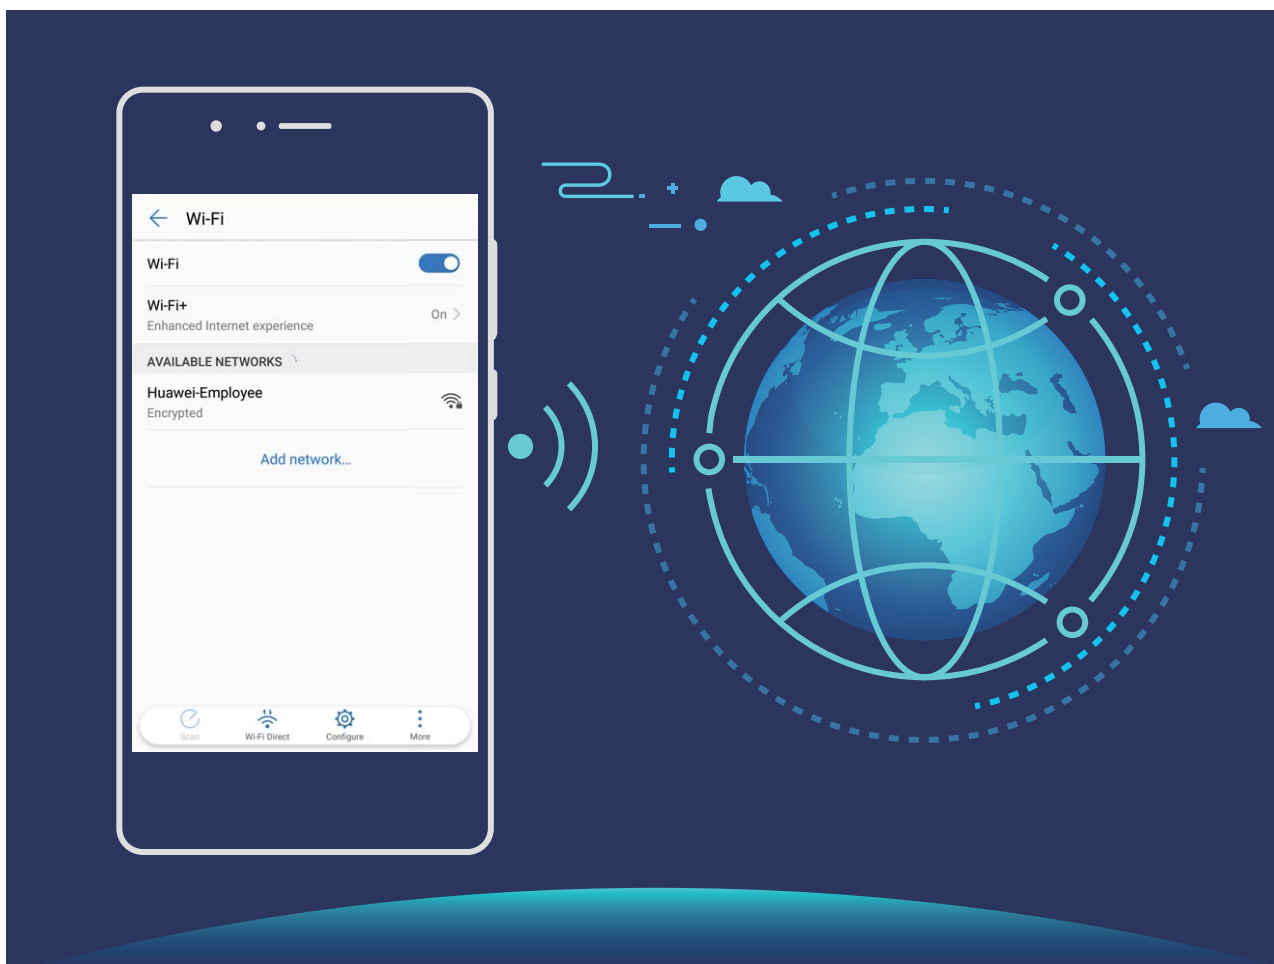 Wi-Fi
Wi-Fi
Wi-Fi+
Enhanced Internet experience
On
AVAILABLE NETWORKS
Huawei-Employee
Encrypted
Add network...
Scan
Wi-Fi Direct
Configure
More